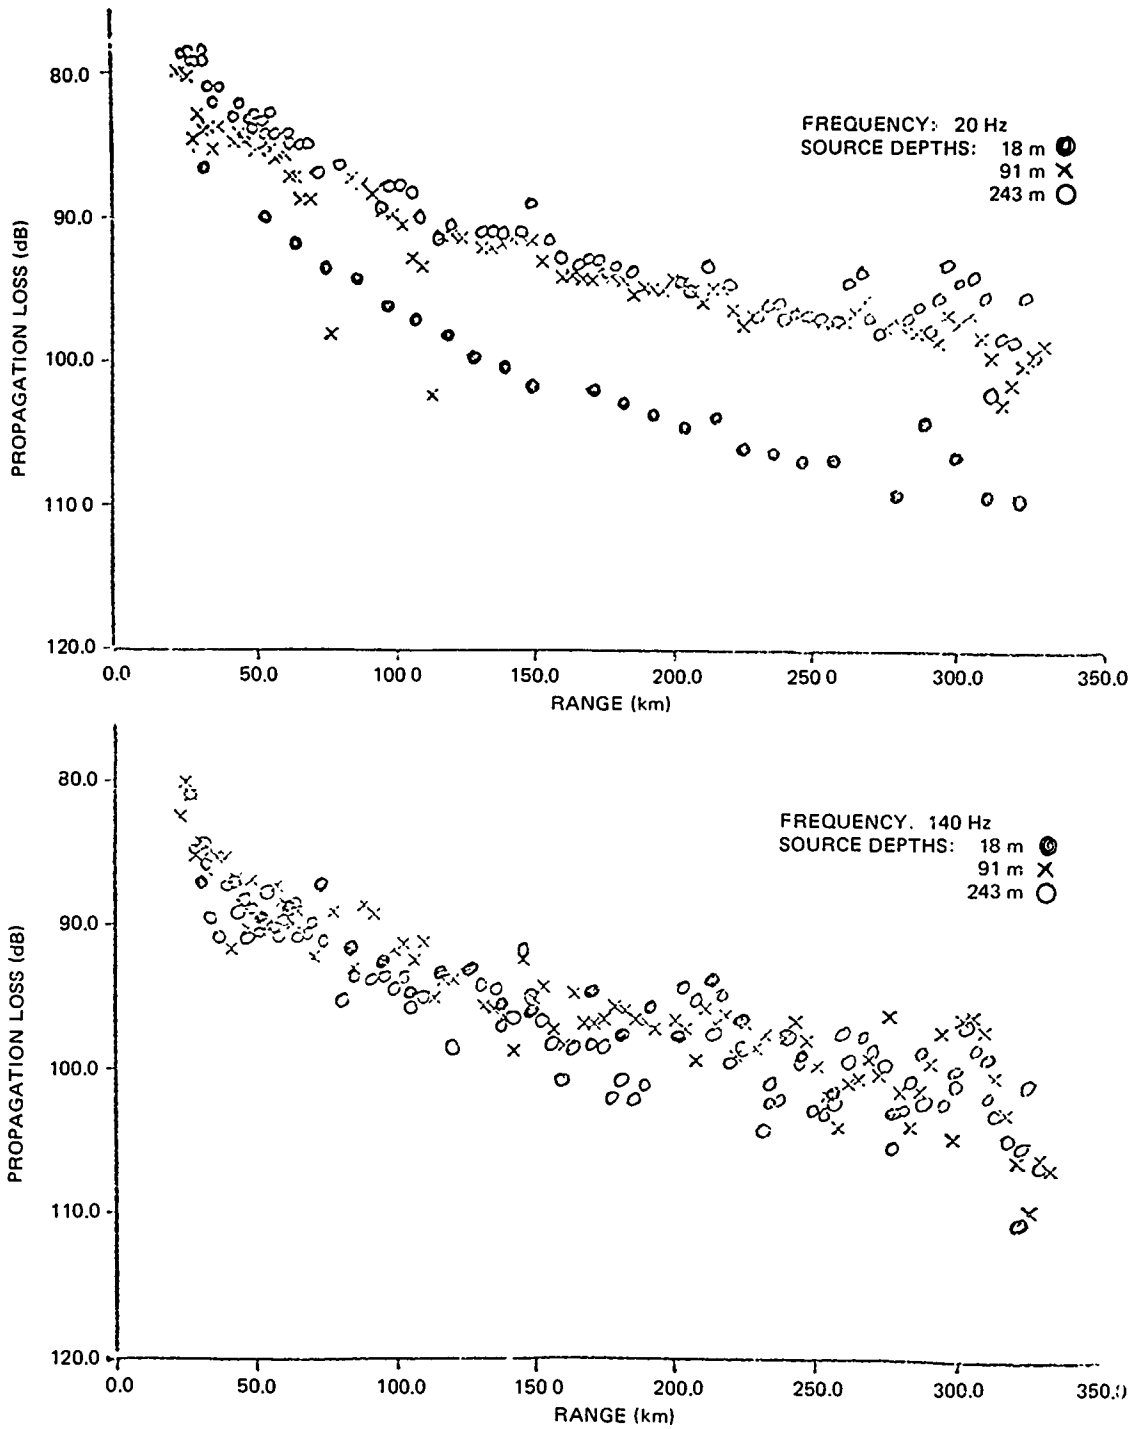 80.0
90.0
100.0
110 0
120.0
PROPAGATION LOSS (dB)
FREQUENCY: 20 Hz
SOURCE DEPTHS: 18 m
91 m
243 m
0.0 50.0 100.0 150.0 200.0 250 0 300.0 350.0
RANGE (km)
80.0
90.0
100.0
110.0
120.0
PROPAGATION LOSS (dB)
FREQUENCY. 140 Hz
SOURCE DEPTHS: 18 m
91 m
243 m
0.0 50.0 100.0 150 0 200.0 250.0 300.0 350.0
RANGE (km)